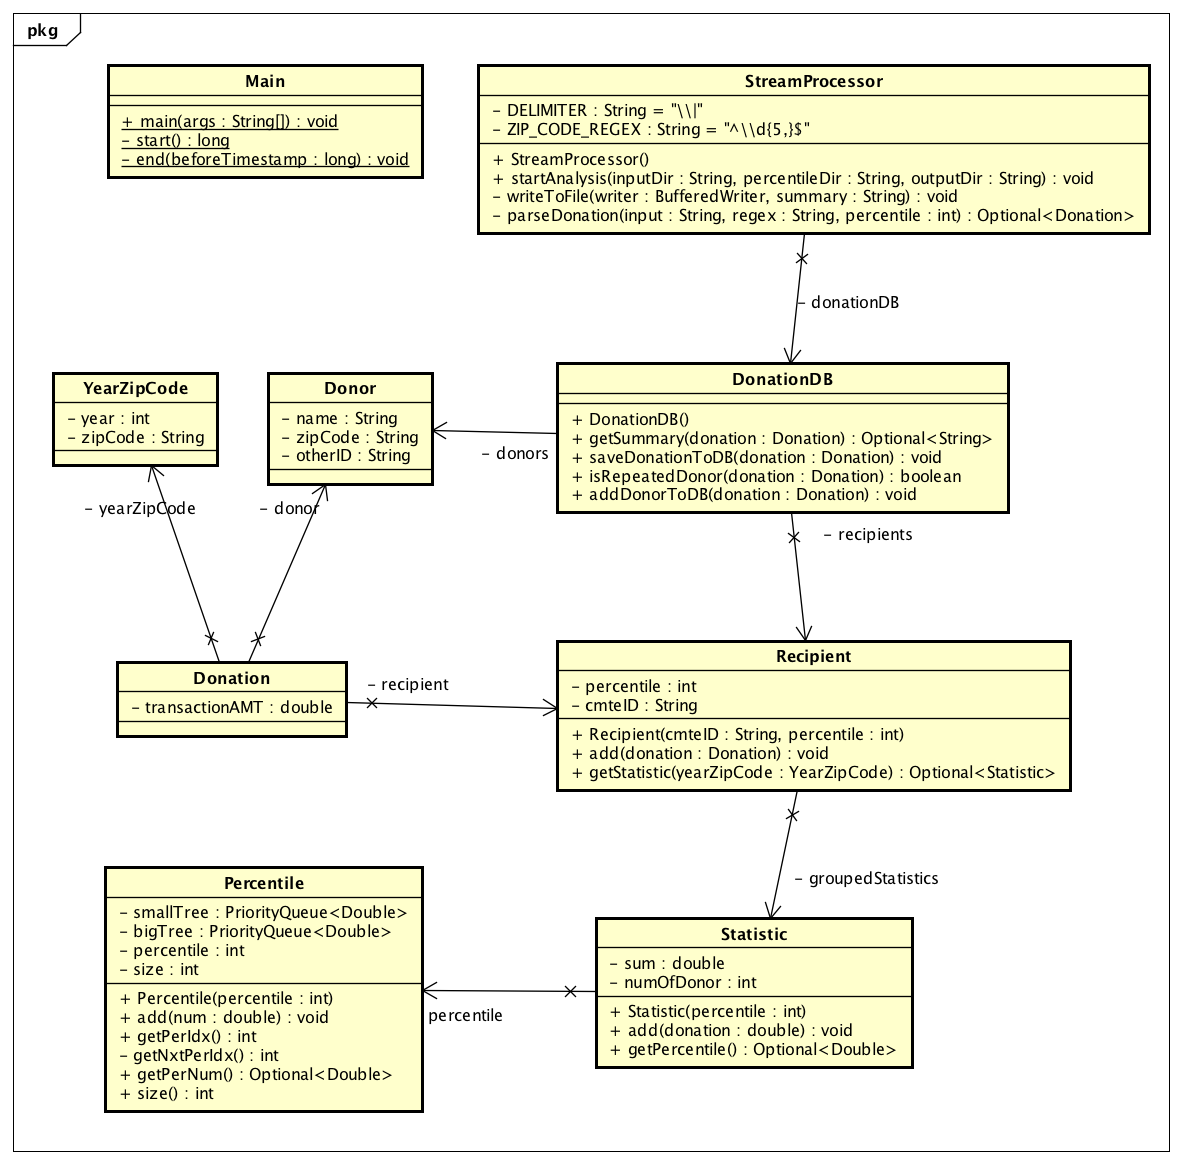 pkg
Main
+ main(args : String[]) : void
- start() : long
- end(beforeTimestamp : long) : void
StreamProcessor
- DELIMITER : String = "\\|"
- ZIP_CODE_REGEX : String = "^\\d{5,}$"
+ StreamProcessor()
+ startAnalysis(inputDir : String, percentileDir : String, outputDir : String) : void
- writeToFile(writer : BufferedWriter, summary : String) : void
- parseDonation(input : String, regex : String, percentile : int) : Optional<Donation>
- donationDB
YearZipCode
- year : int
- zipCode : String
Donor
- name : String
- zipCode : String
- otherID : String
DonationDB
+ DonationDB()
+ getSummary(donation : Donation) : Optional<String>
+ saveDonationToDB(donation : Donation) : void
+ isRepeatedDonor(donation : Donation) : boolean
+ addDonorToDB(donation : Donation) : void
- donors
- yearZipCode
- donor
- recipients
Donation
- transactionAMT : double
- recipient
Recipient
- percentile : int
- cmteID : String
+ Recipient(cmteID : String, percentile : int)
+ add(donation : Donation) : void
+ getStatistic(yearZipCode : YearZipCode) : Optional<Statistic>
- groupedStatistics
Percentile
- smallTree : PriorityQueue<Double>
- bigTree : PriorityQueue<Double>
- percentile : int
- size : int
+ Percentile(percentile : int)
+ add(num : double) : void
+ getPerIdx() : int
- getNxtPerIdx() : int
+ getPerNum() : Optional<Double>
+ size() : int
percentile
Statistic
- sum : double
- numOfDonor : int
+ Statistic(percentile : int)
+ add(donation : double) : void
+ getPercentile() : Optional<Double>